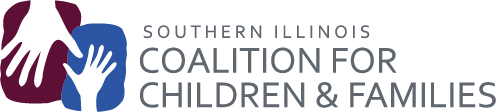 SOUTHERN ILLINOIS
COALITION FOR
CHILDREN & FAMILIES